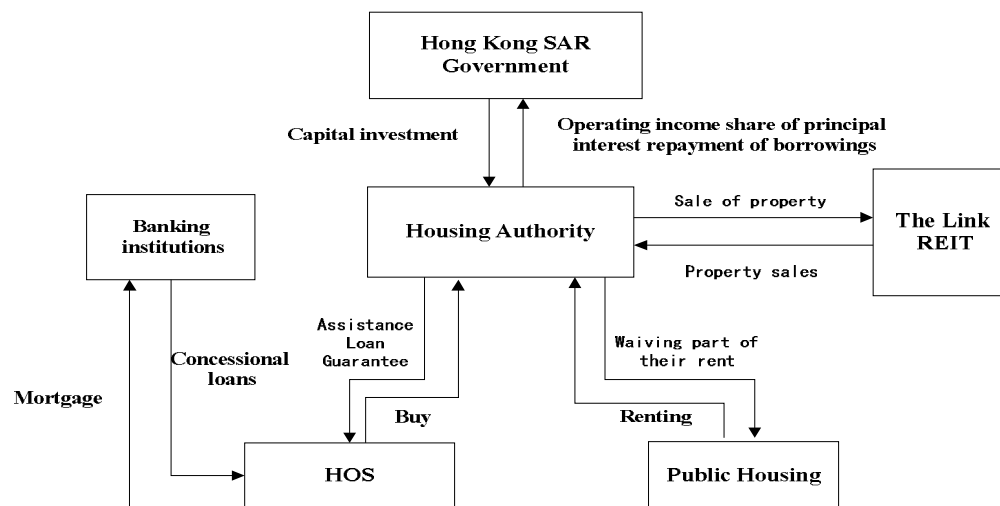 Hong Kong SAR
Government
Capital investment
Operating income share of principal
interest repayment of borrowings
Banking
institutions
Housing Authority
Sale of property
The Link
REIT
Property sales
Assistance
Loan
Guarantee
Waiving part of
their rent
Concessional
loans
Mortgage
Buy
Renting
HOS
Public Housing